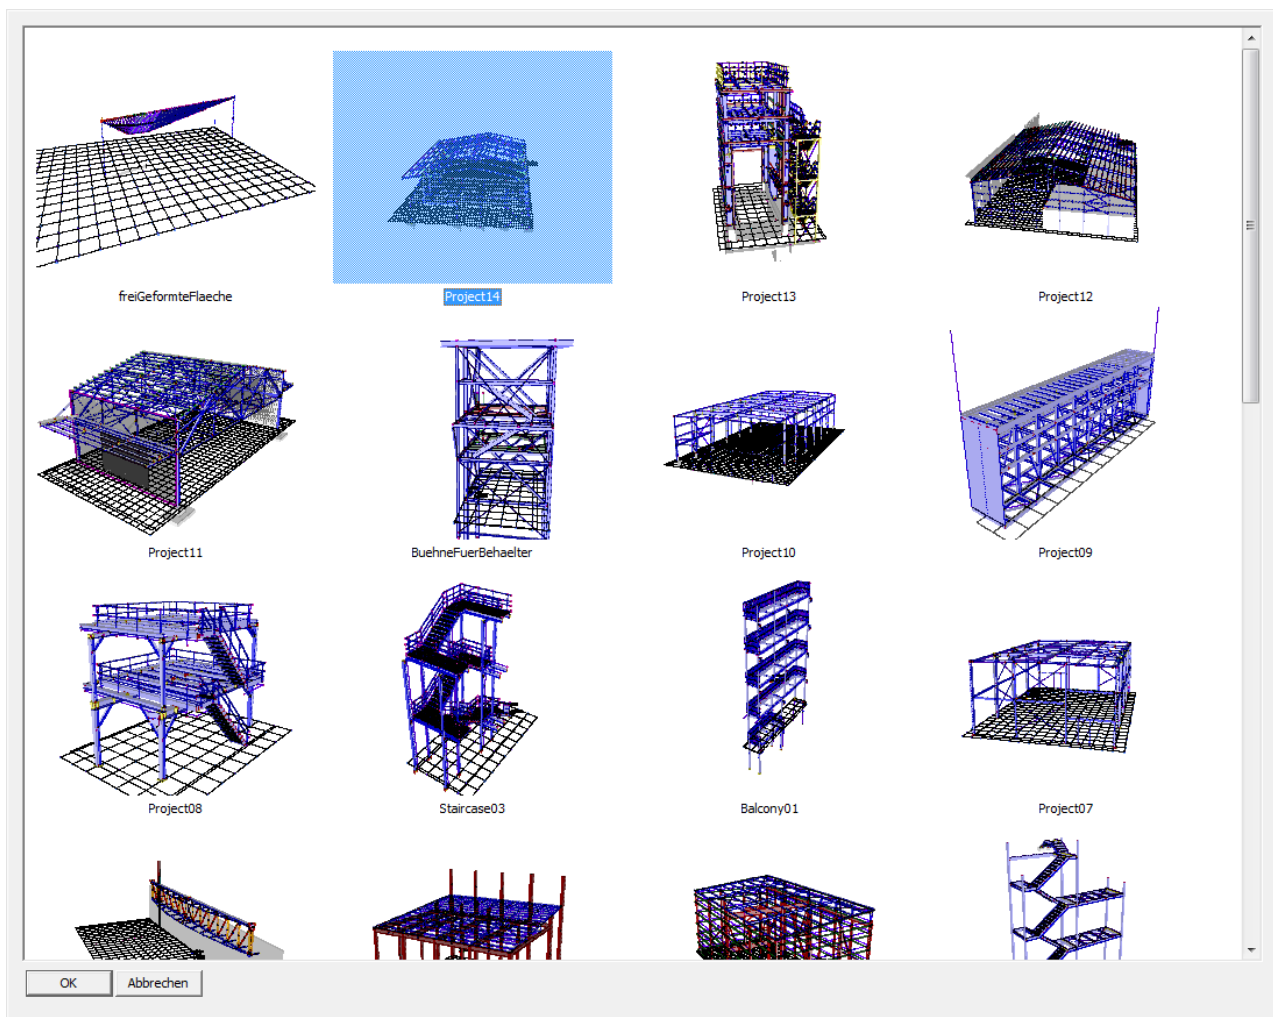 freiGeformteFlaeche
Project14
Project13
Project12
Project11
BuehneFuerBehaelter
Project10
Project09
Project08
Staircase03
Balcony01
Project07
OK
Abbrechen